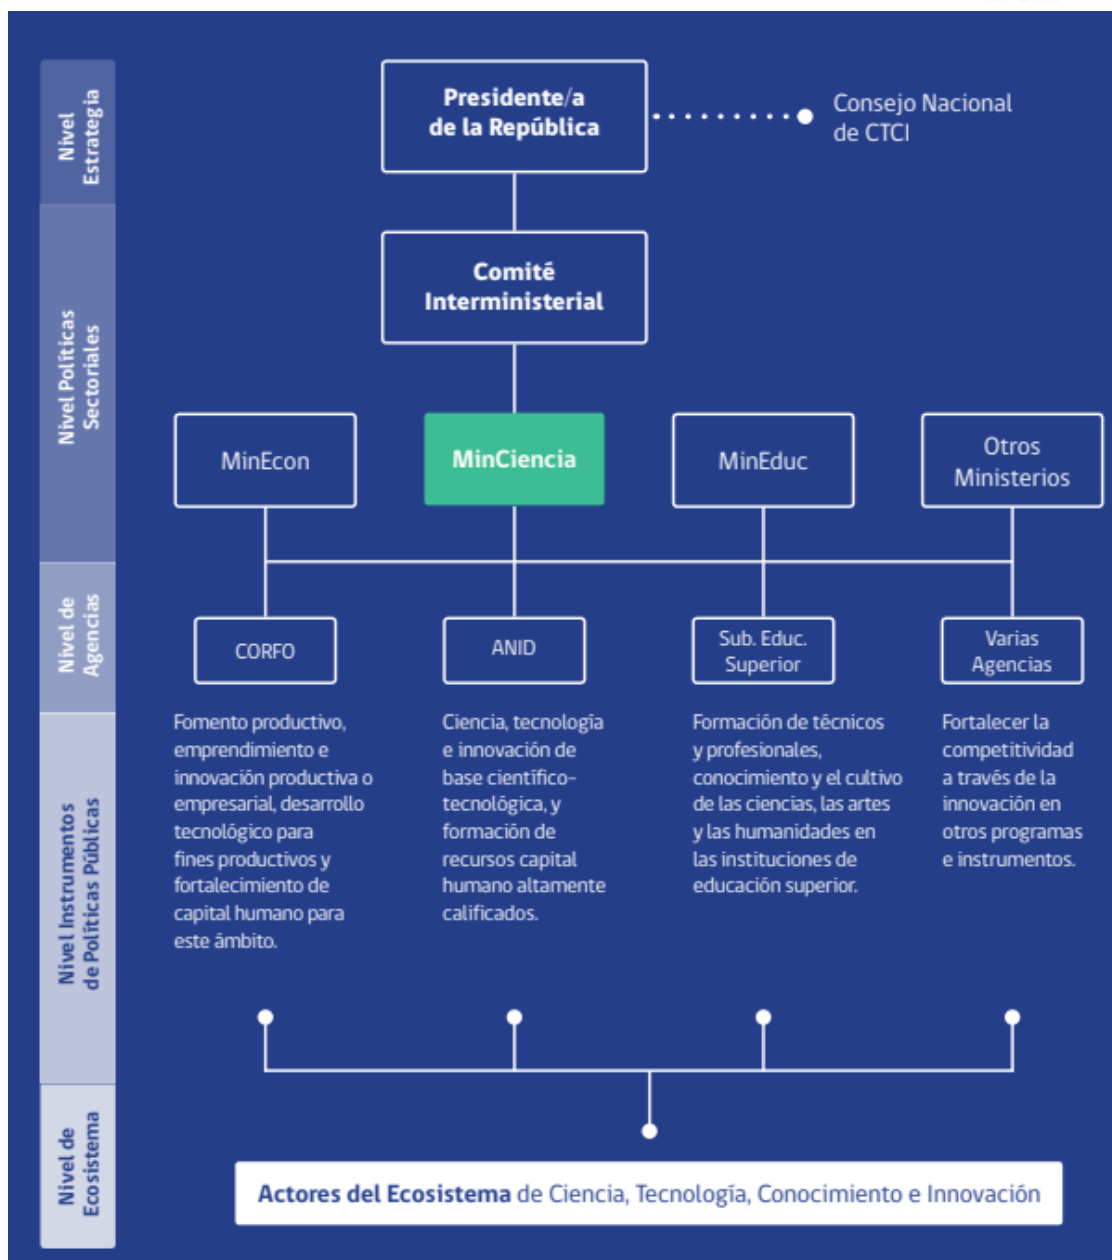 Nivel
Estrategia
Presidente/a
de la República
Consejo Nacional
de CTCI
Nivel Políticas
Sectoriales
Comité
Interministerial
MinEcon
MinCiencia
MinEduc
Otros
Ministerios
Nivel de
Agencias
CORFO
ANID
Sub. Educ.
Superior
Varias
Agencias
Nivel Instrumentos
de Políticas Públicas
Fomento productivo,
emprendimiento e
innovación productiva o
empresarial, desarrollo
tecnológico para
fines productivos y
fortalecimiento de
capital humano para
este ámbito.
Ciencia, tecnología
e innovación de
base científico-
tecnológica, y
formación de
recursos capital
humano altamente
calificados.
Formación de técnicos
y profesionales,
conocimiento y el cultivo
de las ciencias, las artes
y las humanidades en
las instituciones de
educación superior.
Fortalecer la
competitividad
a través de la
innovación en
otros programas
e instrumentos.
Nivel de
Ecosistema
Actores del Ecosistema de Ciencia, Tecnología, Conocimiento e Innovación